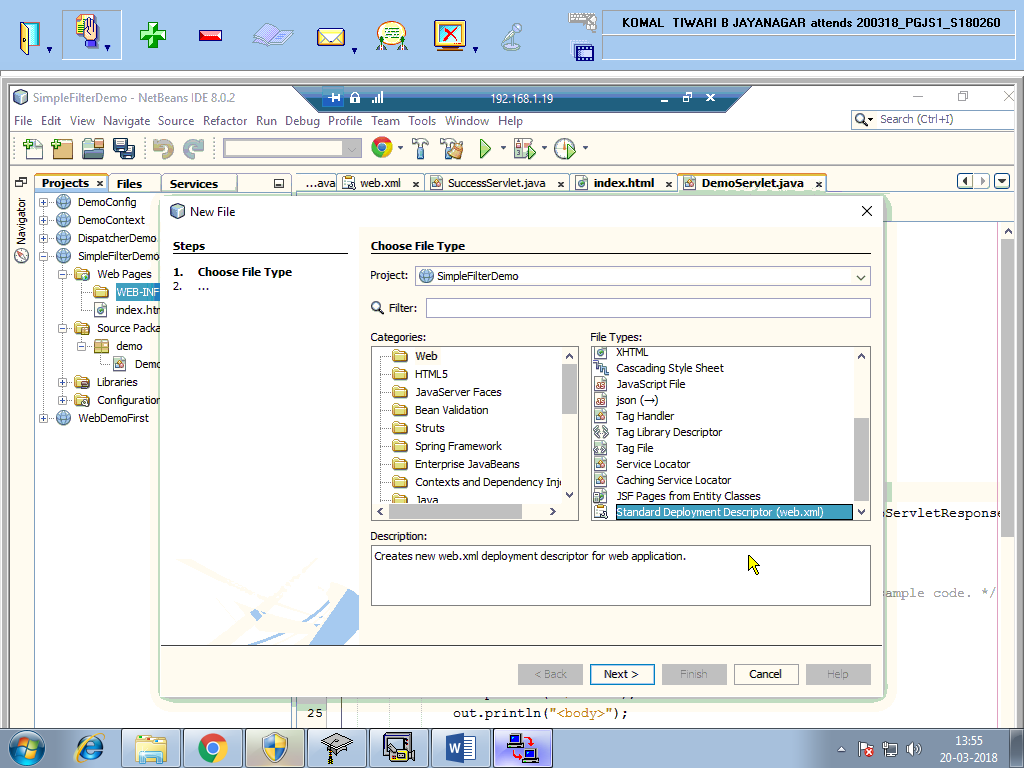 KOMAL TIWARI B JAYANAGAR attends 200318_PGJS1_S180260
SimpleFilterDemo - NetBeans IDE 8.0.2
192.168.1.19
File Edit View Navigate Source Refactor Run Debug Profile Team Tools Window Help
Search (Ctrl+I)
Projects
Files
Services
...ava
web.xml
SuccessServlet.java
index.html
DemoServlet.java
Navigator
DemoConfig
DemoContext
DispatcherDemo
SimpleFilterDemo
Web Pages
WEB-INF
index.htm
Source Packa
demo
Demo
Libraries
Configuration
WebDemoFirst
New File
Steps
1. Choose File Type
2. ...
Choose File Type
Project: SimpleFilterDemo
Filter:
Categories:
Web
HTML5
JavaServer Faces
Bean Validation
Struts
Spring Framework
Enterprise JavaBeans
Contexts and Dependency Inje
Java
File Types:
XHTML
Cascading Style Sheet
JavaScript File
json (→)
Tag Handler
Tag Library Descriptor
Tag File
Service Locator
Caching Service Locator
JSF Pages from Entity Classes
Standard Deployment Descriptor (web.xml)
Description:
Creates new web.xml deployment descriptor for web application.
< Back
Next >
Finish
Cancel
Help
oServletResponse
ample code. */
25 out.println("<body>");
13:55
20-03-2018